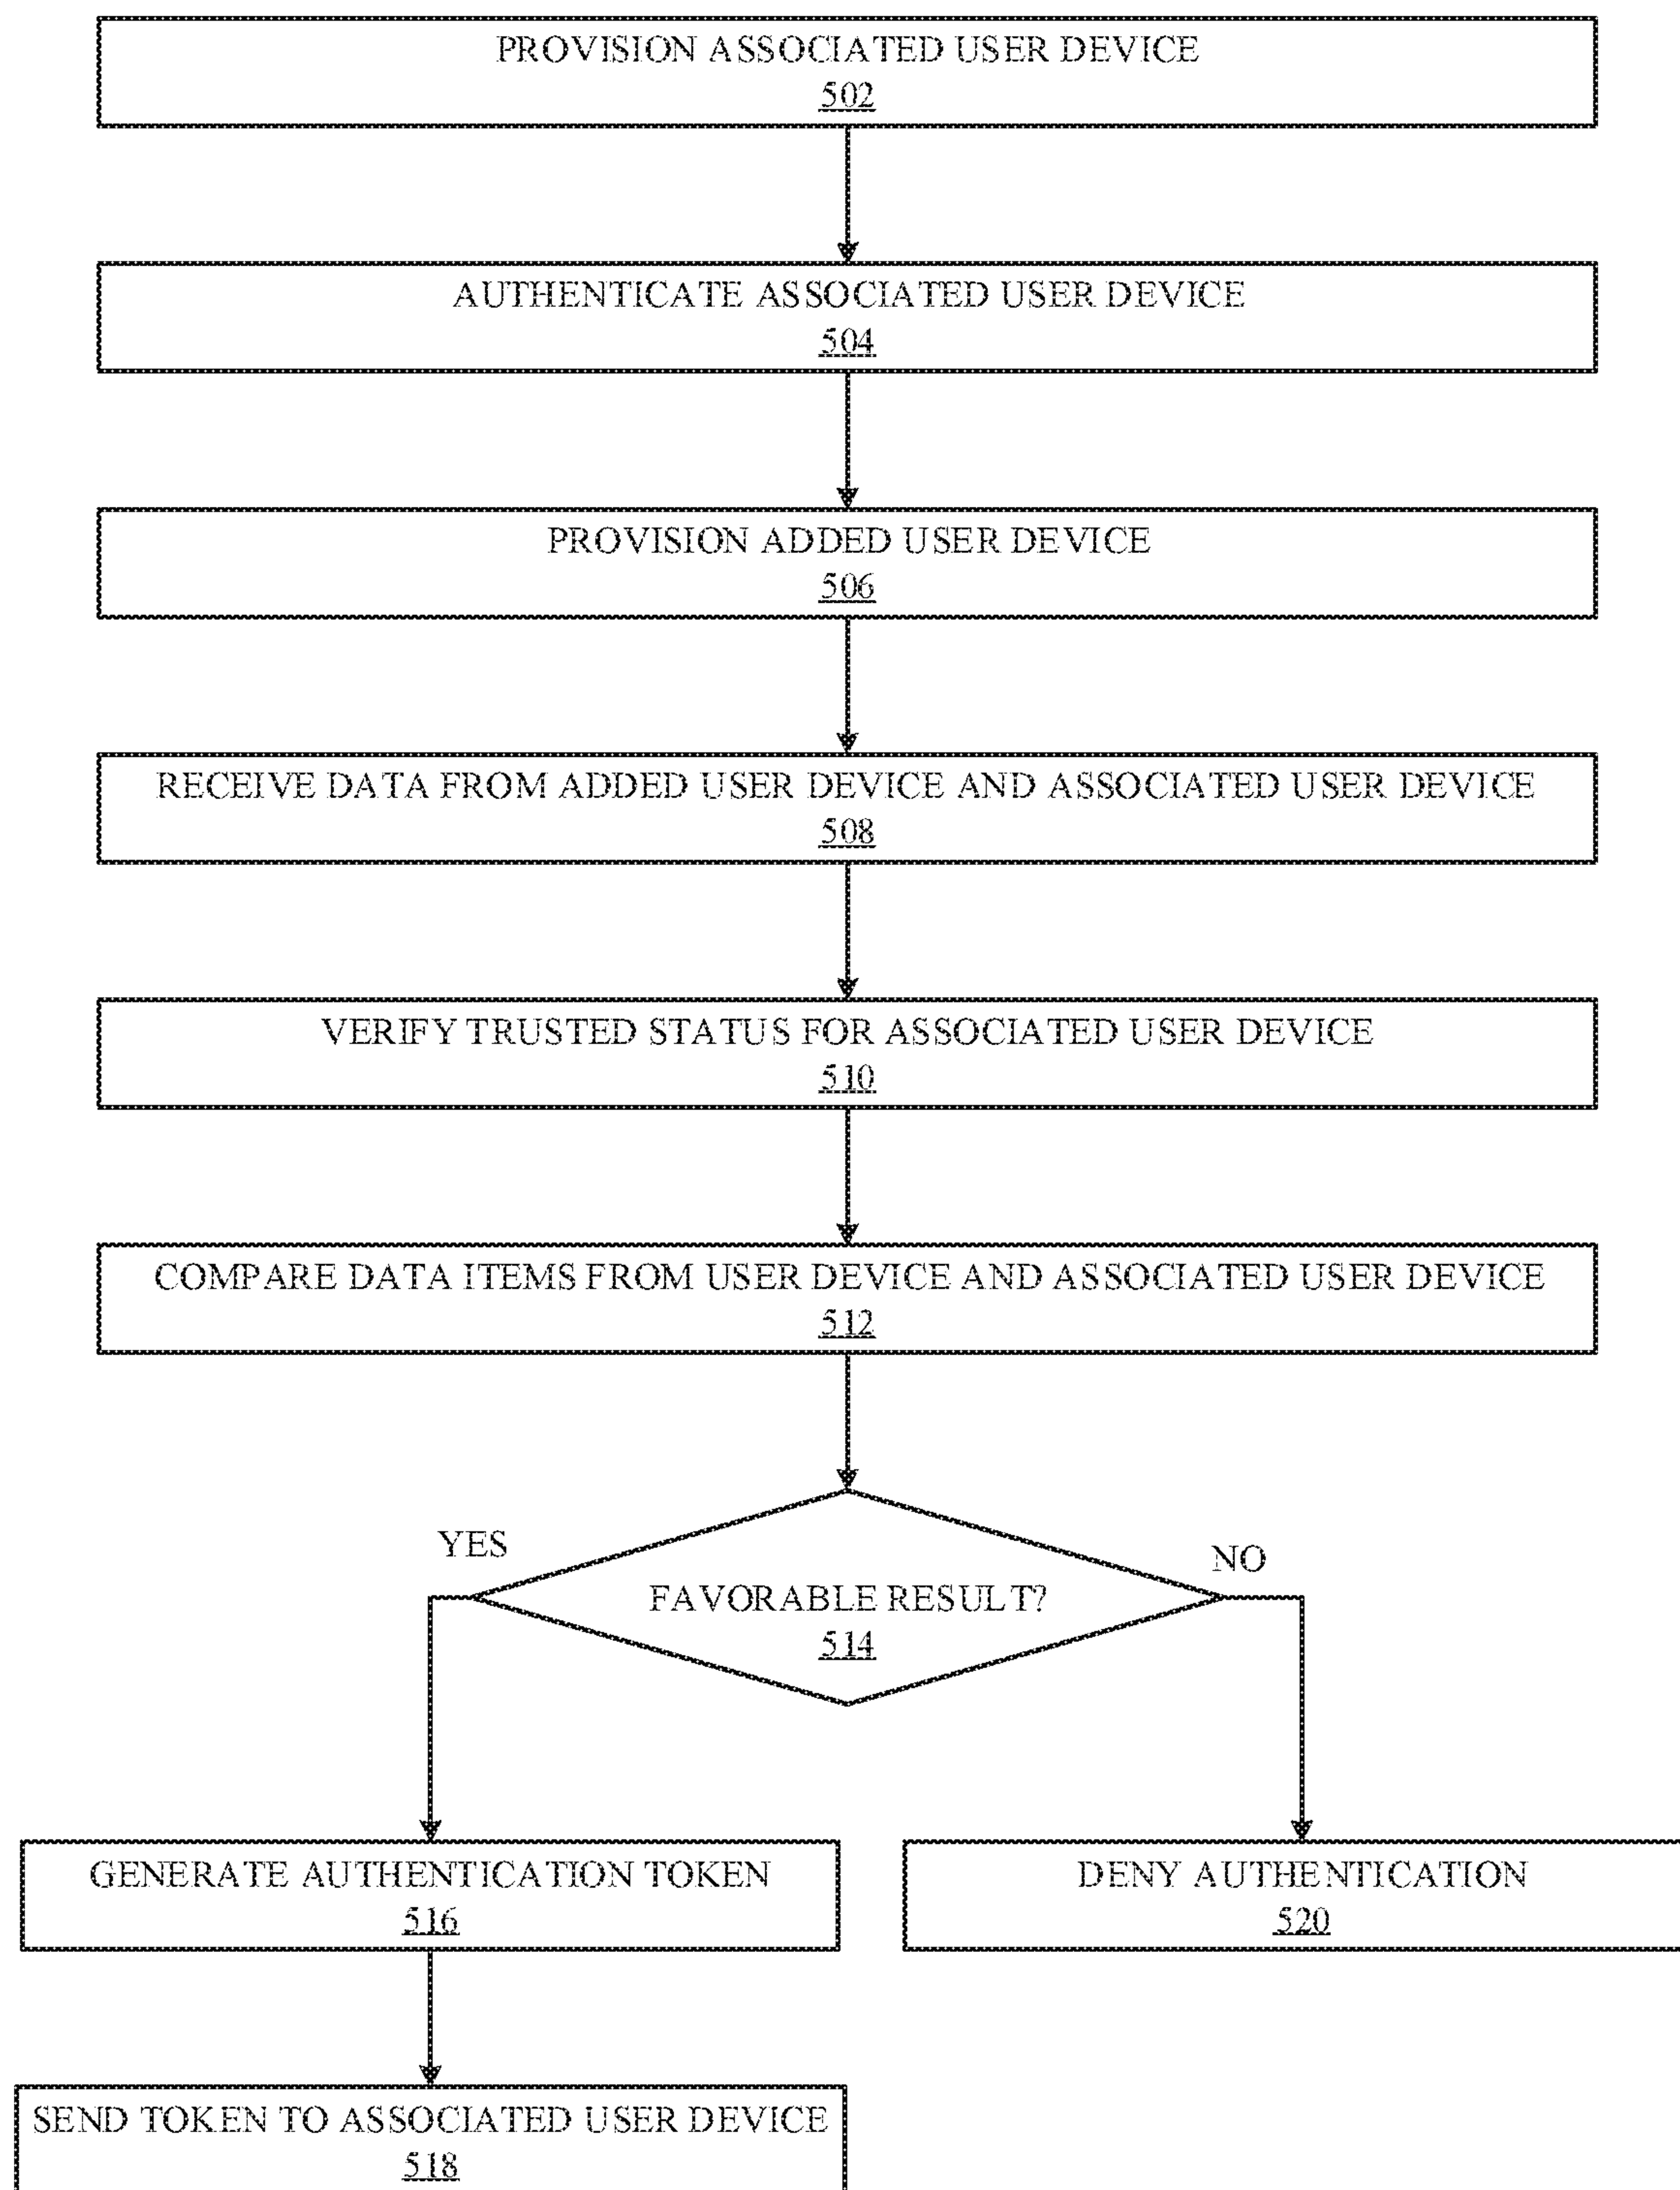 PROVISION ASSOCIATED USER DEVICE
502
AUTHENTICATE ASSOCIATED USER DEVICE
504
PROVISION ADDED USER DEVICE
506
RECEIVE DATA FROM ADDED USER DEVICE AND ASSOCIATED USER DEVICE
508
VERIFY TRUSTED STATUS FOR ASSOCIATED USER DEVICE
510
COMPARE DATA ITEMS FROM USER DEVICE AND ASSOCIATED USER DEVICE
512
YES
NO
FAVORABLE RESULT?
514
GENERATE AUTHENTICATION TOKEN
516
DENY AUTHENTICATION
520
SEND TOKEN TO ASSOCIATED USER DEVICE
518